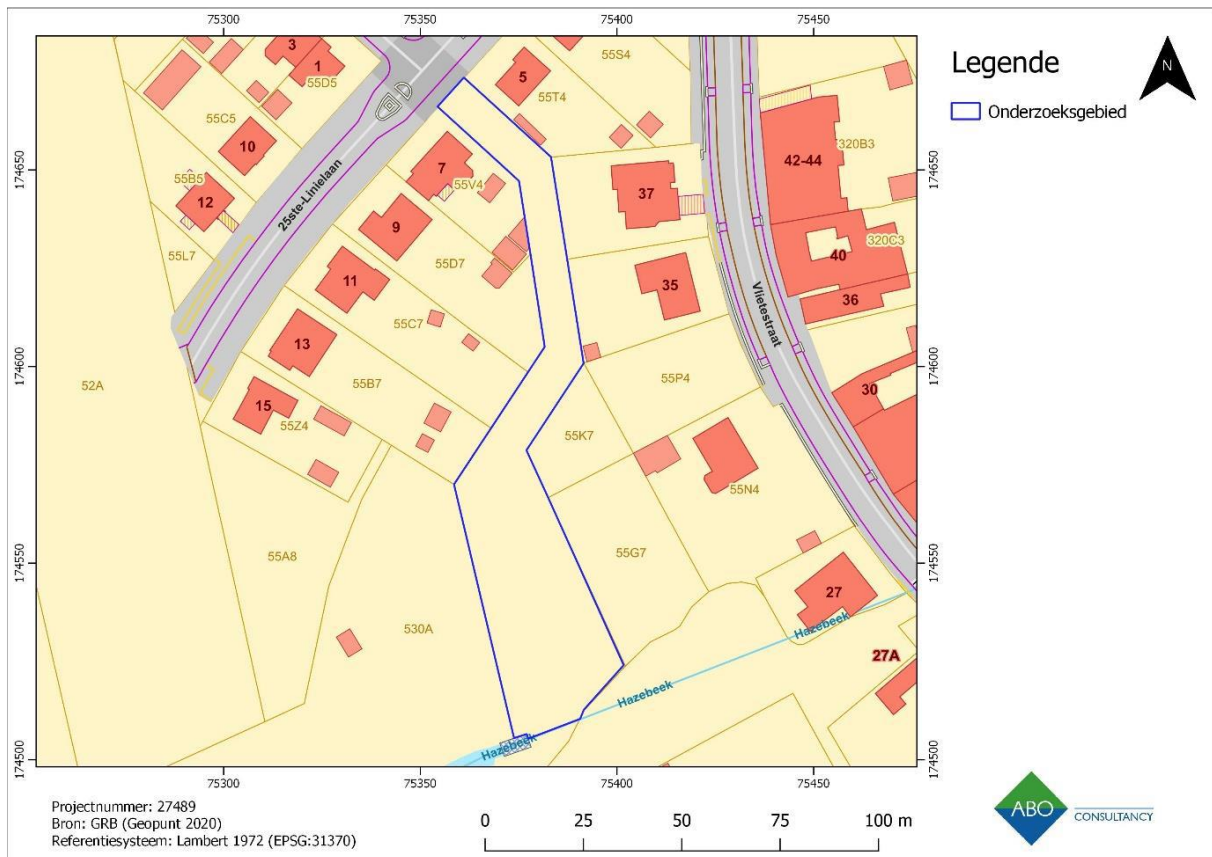 75300 75350 75400 75450
Legende
N
Onderzoeksgebied
174650
174600
174550
174500
174650
174600
174550
174500
3
1
55D5
5
55T4
55S4
55C5
10
55B5
12
55L7
25ste-Linielaan
7
55V4
9
55D7
11
55C7
13
55B7
15
55Z4
52A
55A8
530A
37
35
55P4
55K7
55N4
55G7
Vlietestraat
42-44
320B3
320C3
40
36
30
27
27A
Hazebeek
Hazebeek
Hazebeek
75300 75350 75400 75450
Projectnummer: 27489
Bron: GRB (Geopunt 2020)
Referentiesysteem: Lambert 1972 (EPSG:31370)
0 25 50 75 100 m
ABO
CONSULTANCY